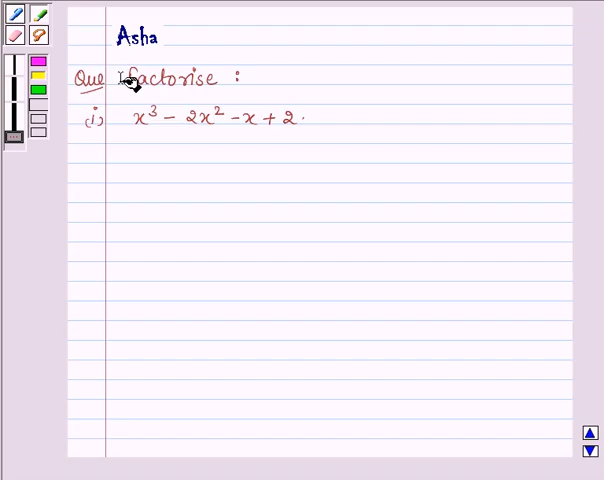 Asha
Que factorise :
(i) x³ - 2x² - x + 2.